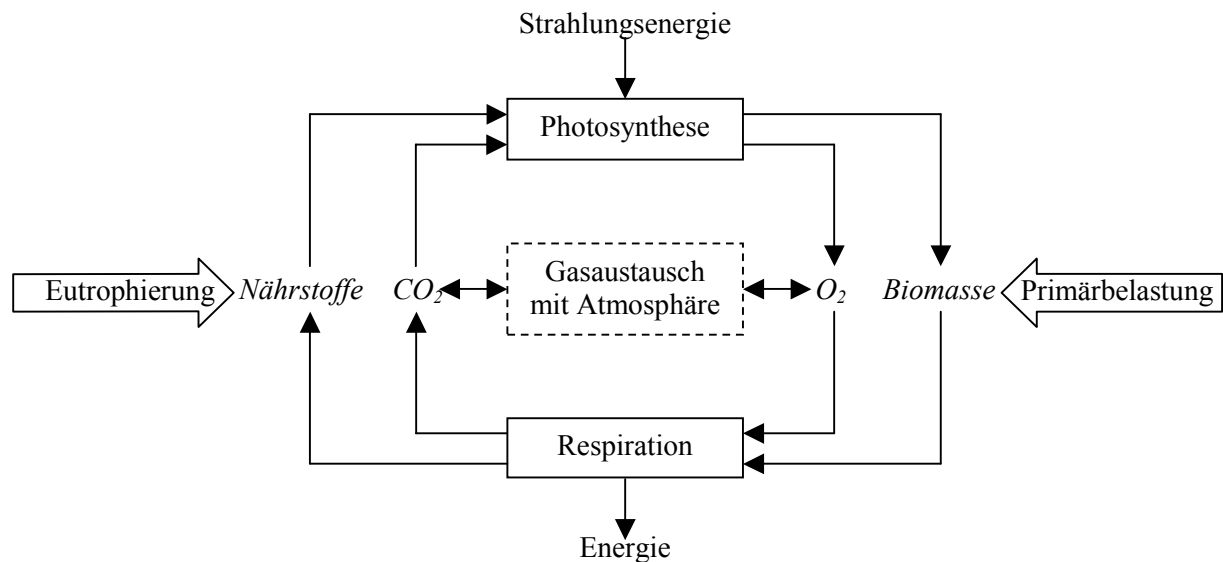 Strahlungsenergie
Photosynthese
Eutrophierung
Nährstoffe
CO₂
Gasaustausch
mit Atmosphäre
O₂
Biomasse
Primärbelastung
Respiration
Energie